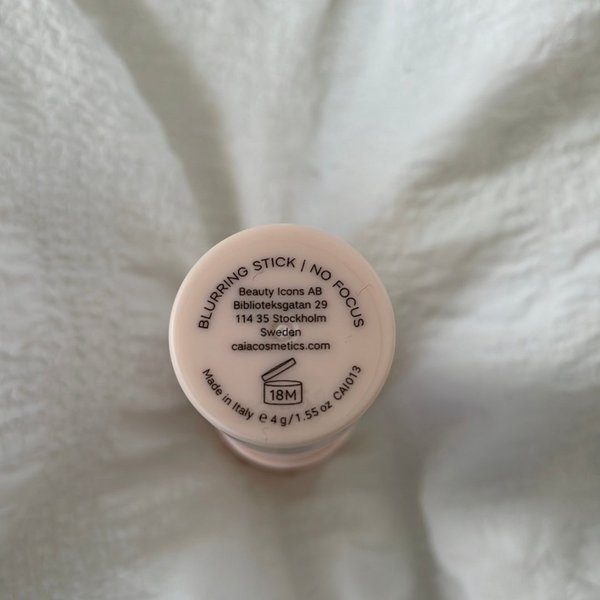 BLURRING STICK | NO FOCUS
Beauty Icons AB
Biblioteksgatan 29
114 35 Stockholm
Sweden
caiacosmetics.com
18M
Made in Italy ℮ 4 g/1.55 oz CAI013